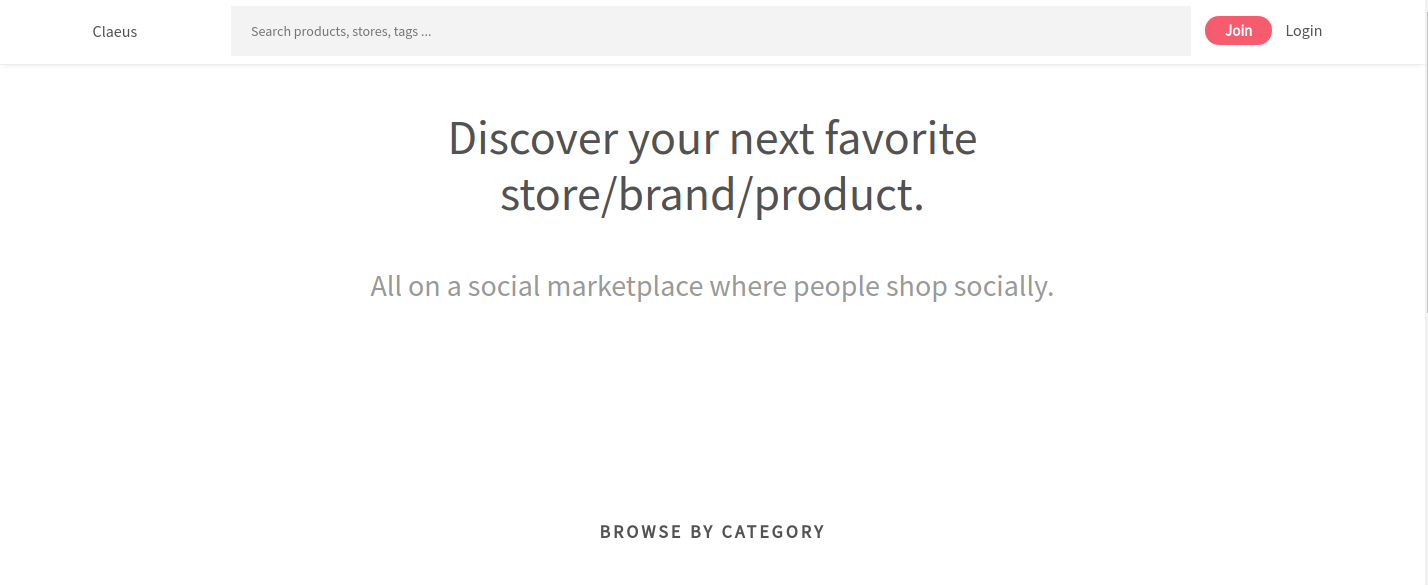 Claeus
Search products, stores, tags ...
Join
Login
Discover your next favorite
store/brand/product.
All on a social marketplace where people shop socially.
BROWSE BY CATEGORY